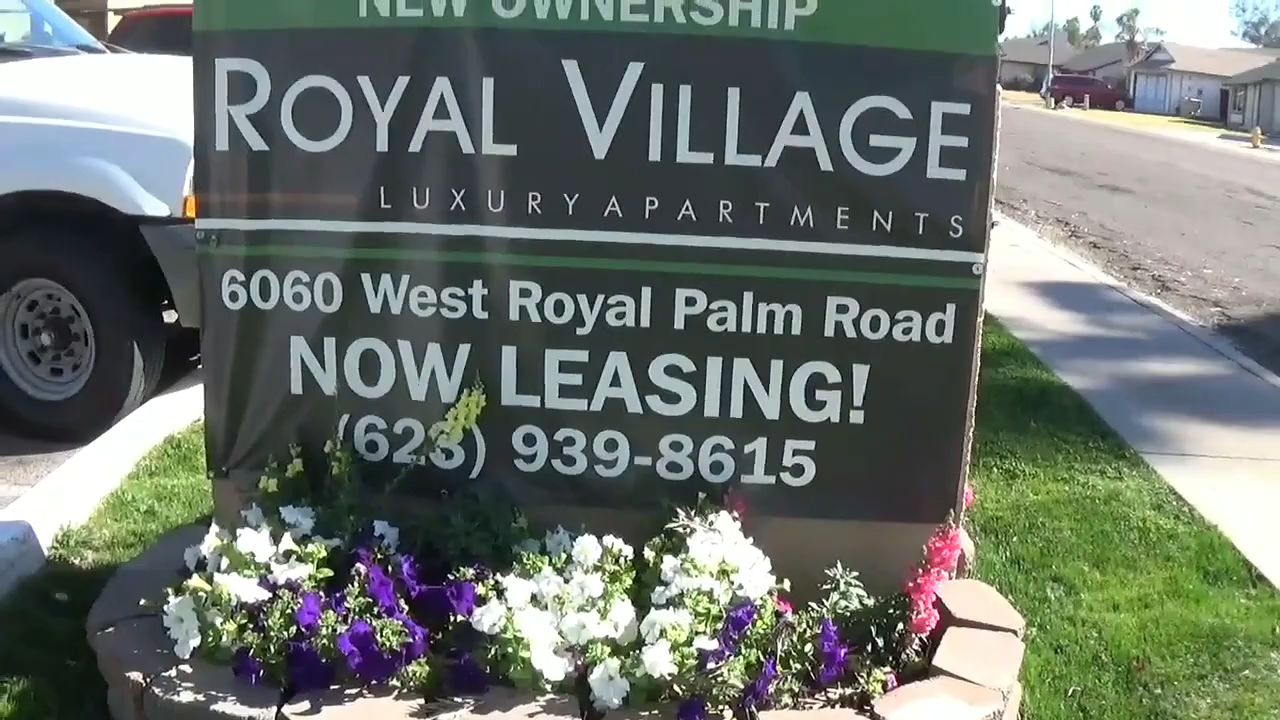 NEW OWNERSHIP
ROYAL VILLAGE
LUXURY APARTMENTS
6060 West Royal Palm Road
NOW LEASING!
(623) 939-8615